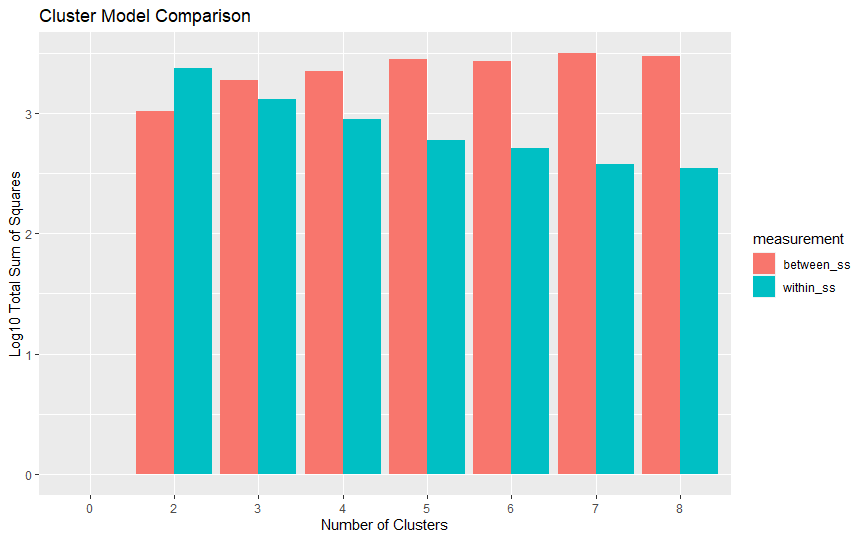 Cluster Model Comparison
Log10 Total Sum of Squares
3
2
1
0
0 2 3 4 5 6 7 8
Number of Clusters
measurement
between_ss
within_ss